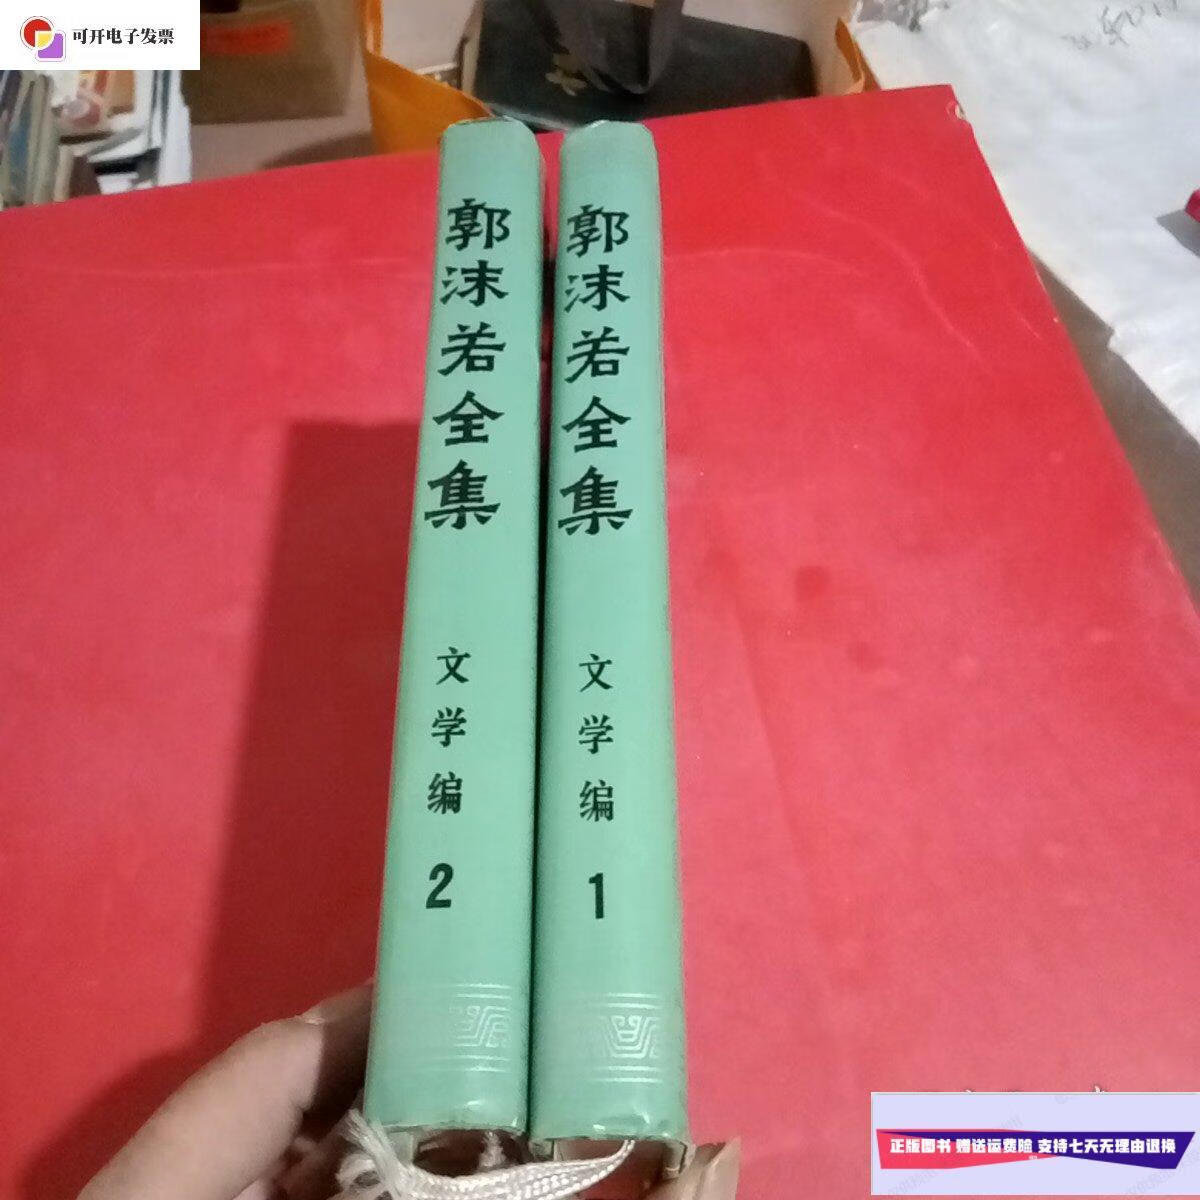 可开电子发票
郭沫若全集
文学编
2
郭沫若全集
文学编
1
正版图书 赠送运费险 支持七天无理由退换